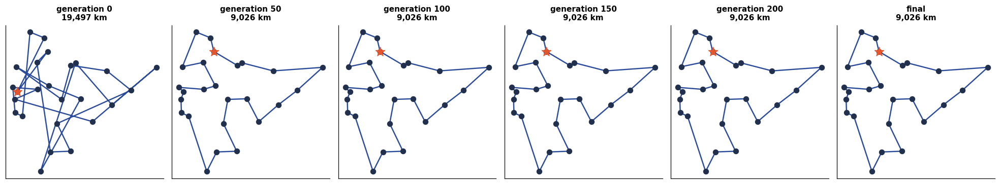 generation 0
19,497 km
generation 50
9,026 km
generation 100
9,026 km
generation 150
9,026 km
generation 200
9,026 km
final
9,026 km